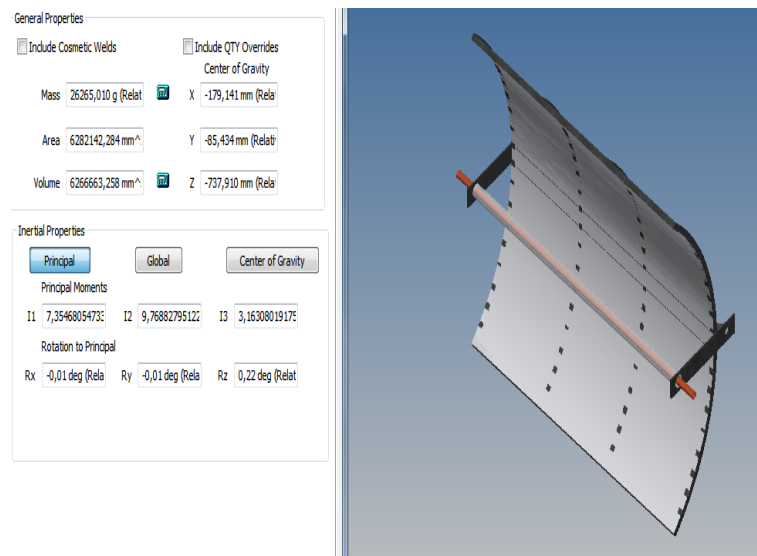 General Properties
Include Cosmetic Welds Include QTY Overrides
Center of Gravity
Mass 26265,010 g (Relat X -179,141 mm (Rela
Area 6282142,284 mm^ Y -85,434 mm (Relati
Volume 6266663,258 mm^ Z -737,910 mm (Rela
Inertial Properties
Principal Global Center of Gravity
Principal Moments
I1 7,35468054733 I2 9,76882795122 I3 3,16308019175
Rotation to Principal
Rx -0,01 deg (Rela Ry -0,01 deg (Rela Rz 0,22 deg (Relat